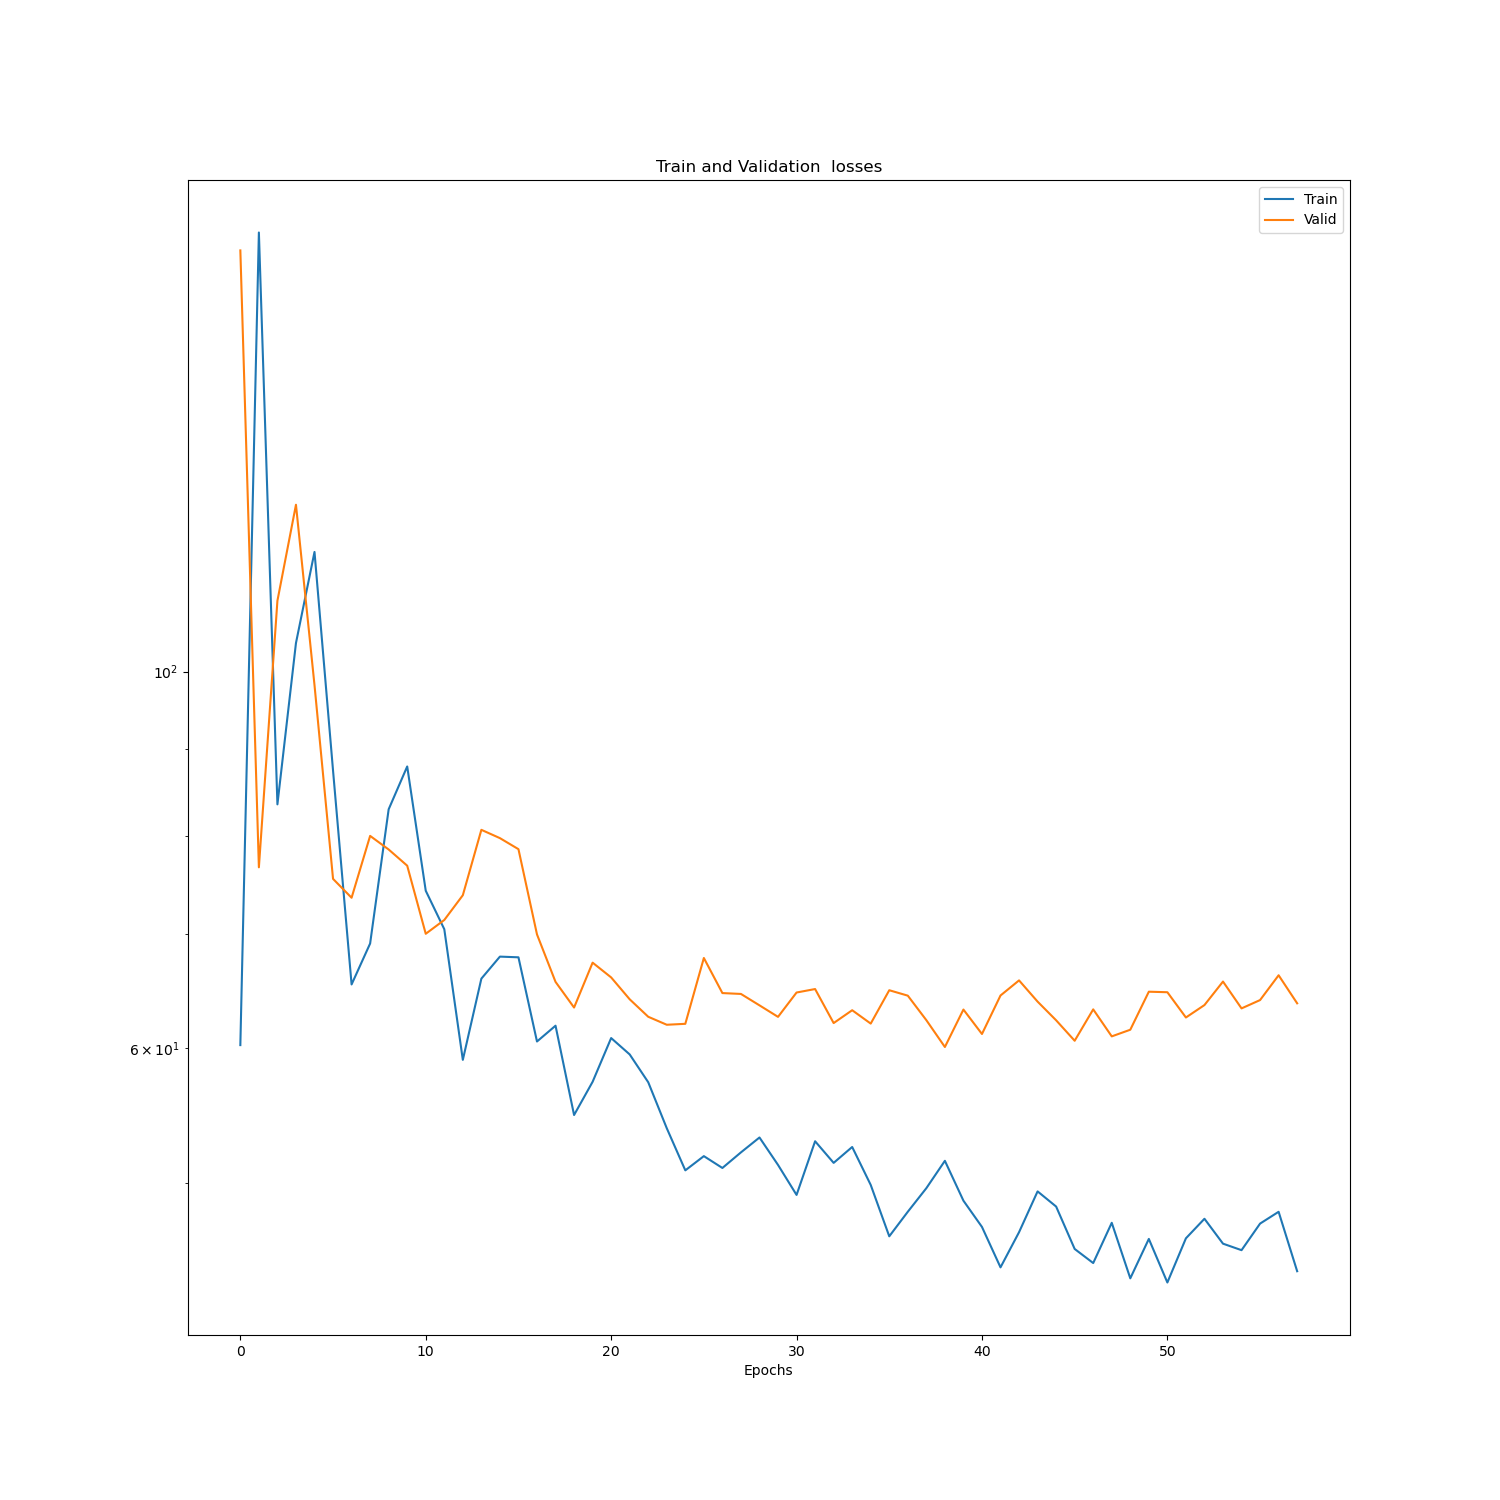 Train and Validation  losses
Train
Valid
10²
6 × 10¹
0 10 20 30 40 50
Epochs